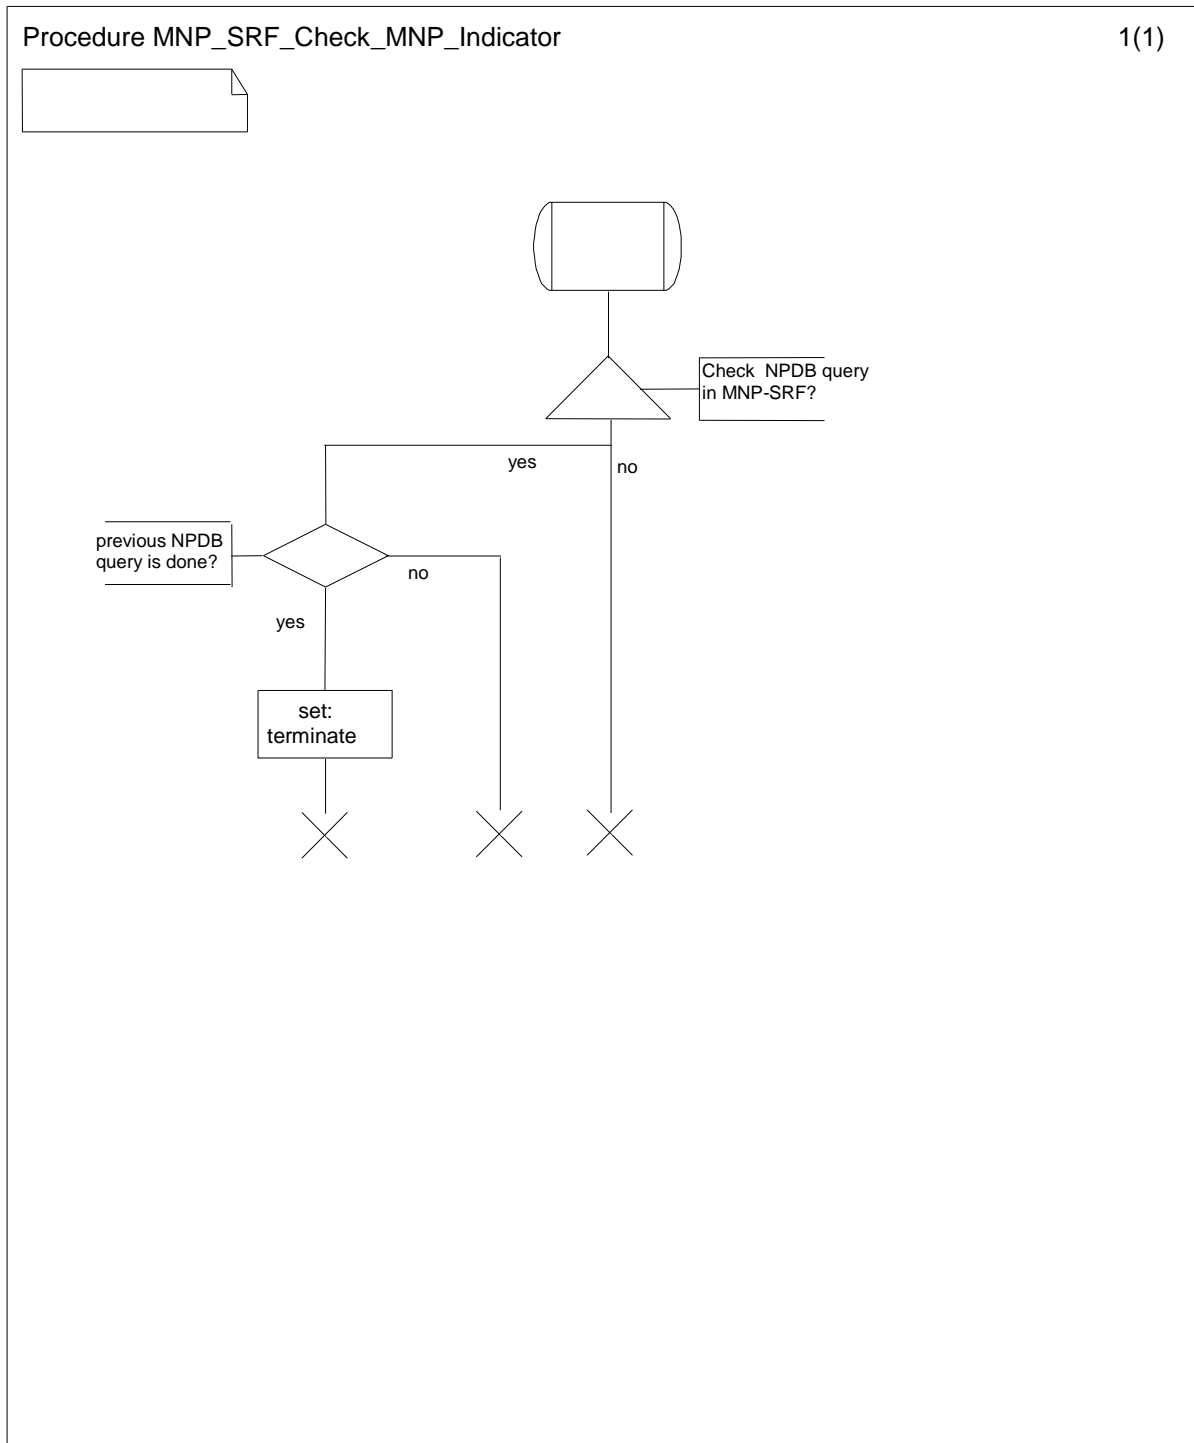 Procedure MNP_SRF_Check_MNP_Indicator 1(1)
Check  NPDB query
in MNP-SRF?
yes
no
previous NPDB
query is done?
no
yes
set:
terminate